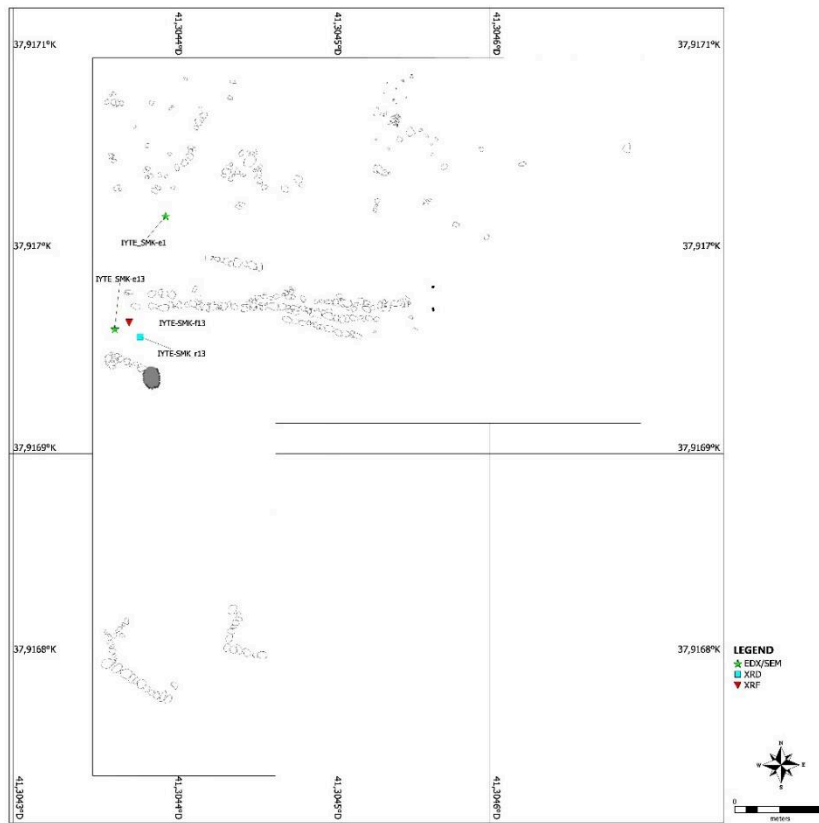 41,3044°D
41,3045°D
41,3046°D
37,9171°K
37,9171°K
IYTE_SMK-e1
37,917°K
37,917°K
IYTE SMK-e13
IYTE-SMK-f13
IYTE-SMK r13
37,9169°K
37,9169°K
37,9168°K
37,9168°K
LEGEND
EDX/SEM
XRD
XRF
N
W E
S
41,3043°D
41,3044°D
41,3045°D
41,3046°D
0
meters